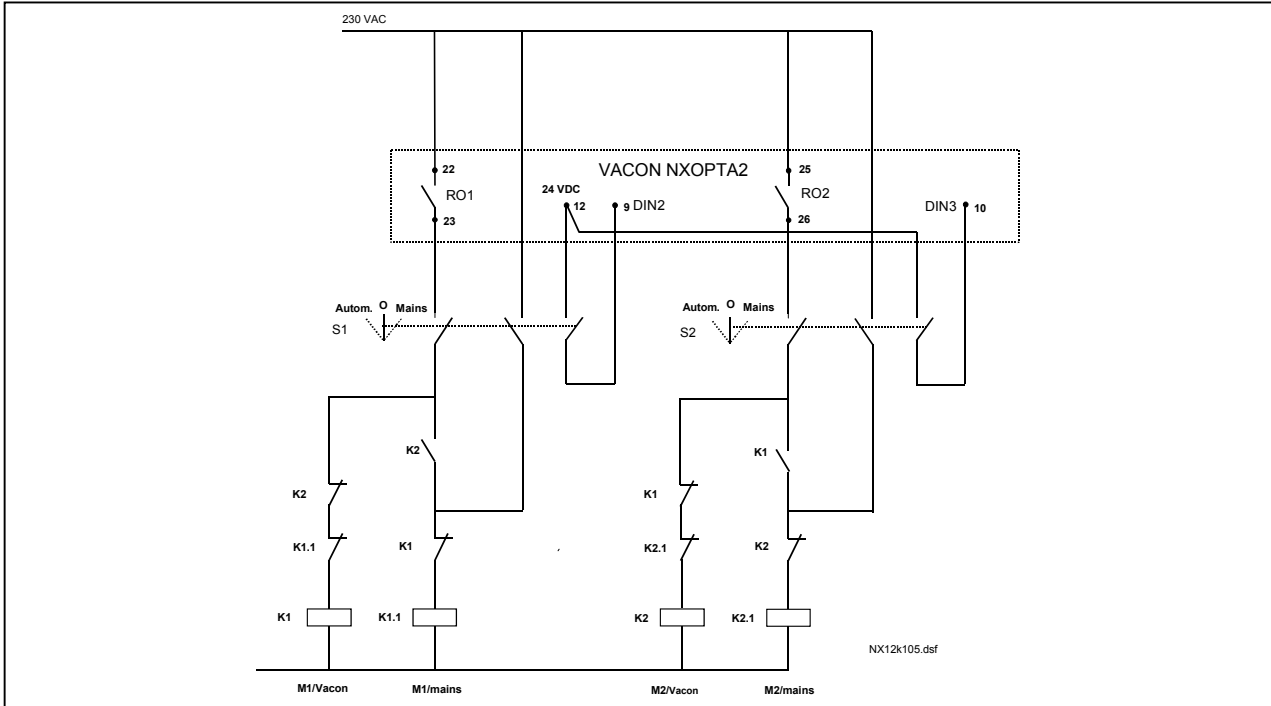 230 VAC
VACON NXOPTA2
22
25
RO1
24 VDC
RO2
12
9 DIN2
DIN3
10
23
26
Autom. O Mains
Autom. O Mains
S1
S2
K2
K1
K2
K1
K1.1
K1
K2.1
K2
K1
K1.1
K2
K2.1
NX12k105.dsf
M1/Vacon
M1/mains
M2/Vacon
M2/mains